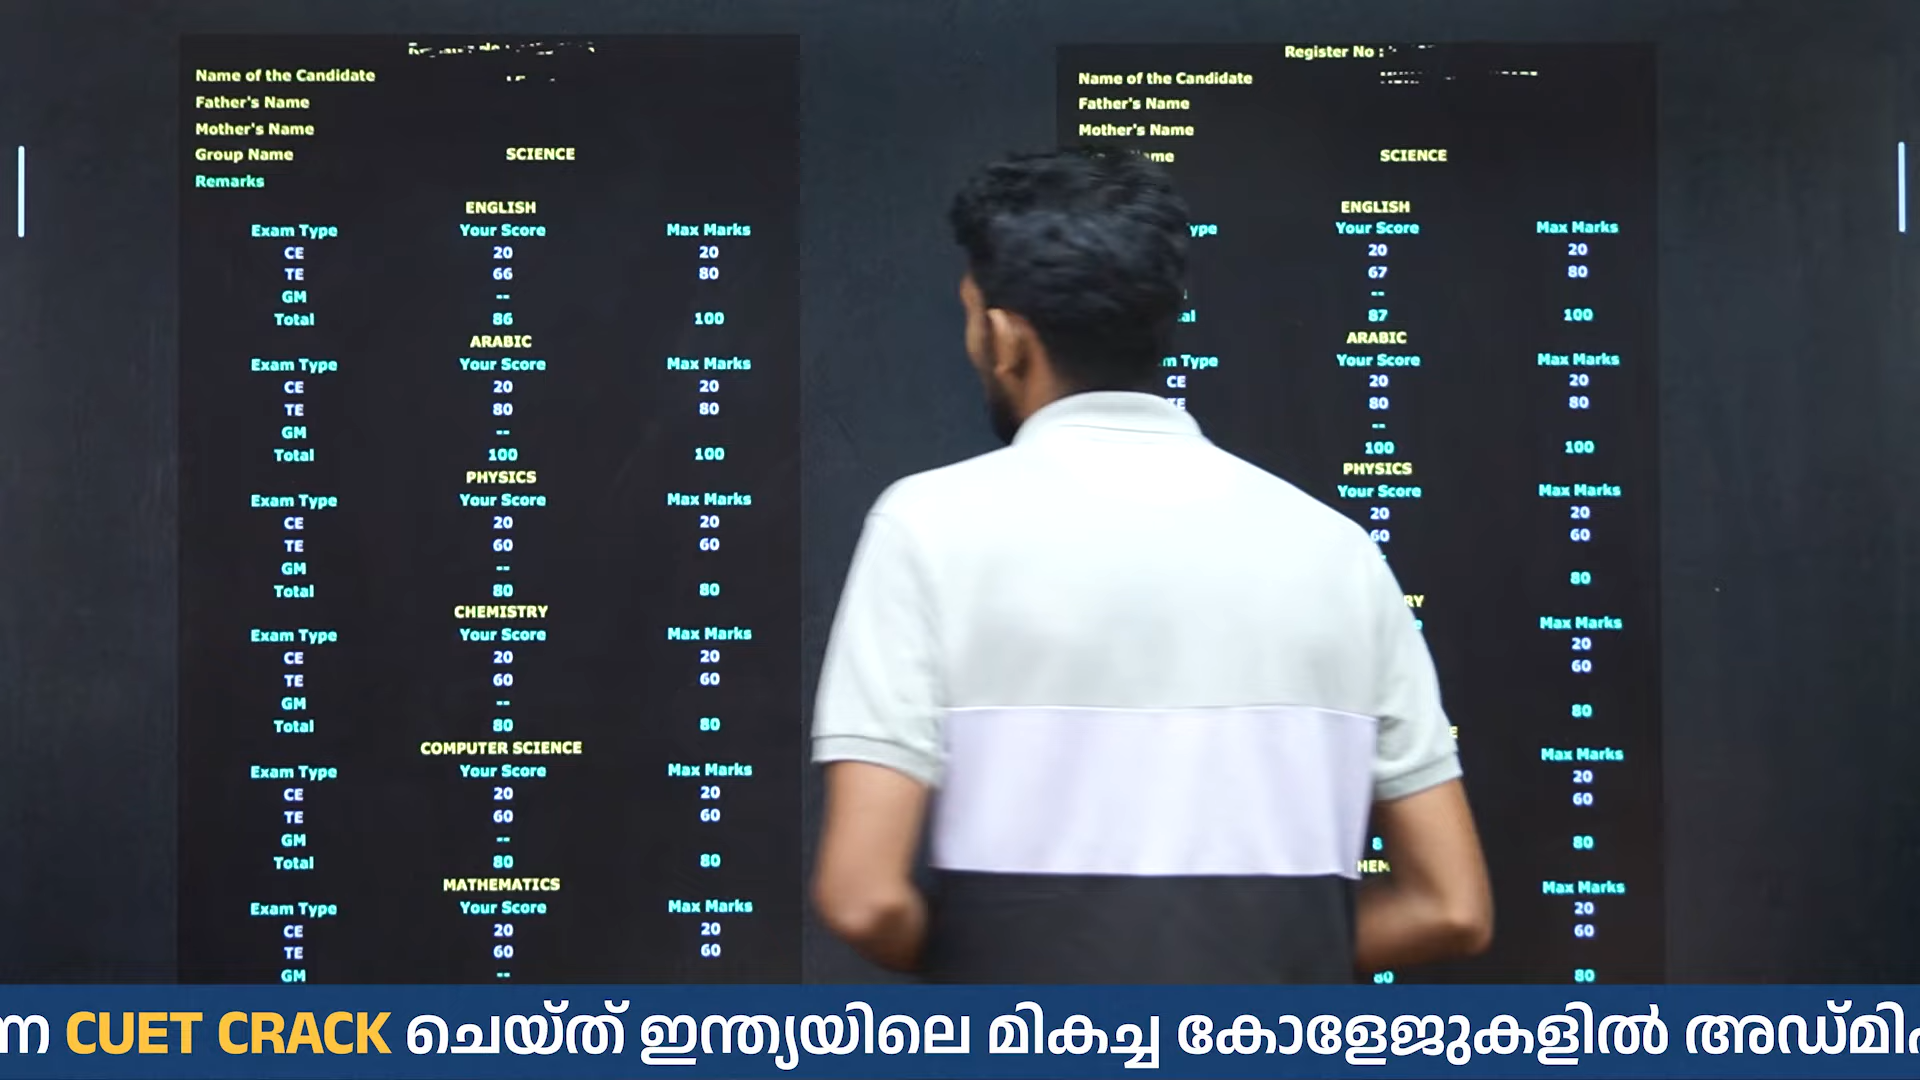 Name of the Candidate
Father's Name
Mother's Name
Group Name SCIENCE
Remarks
ENGLISH
Exam Type Your Score Max Marks
CE 20 20
TE 66 80
GM --
Total 86 100
ARABIC
Exam Type Your Score Max Marks
CE 20 20
TE 80 80
GM --
Total 100 100
PHYSICS
Exam Type Your Score Max Marks
CE 20 20
TE 60 60
GM --
Total 80 80
CHEMISTRY
Exam Type Your Score Max Marks
CE 20 20
TE 60 60
GM --
Total 80 80
COMPUTER SCIENCE
Exam Type Your Score Max Marks
CE 20 20
TE 60 60
GM --
Total 80 80
MATHEMATICS
Exam Type Your Score Max Marks
CE 20 20
TE 60 60
GM --
Register No :
Name of the Candidate
Father's Name
Mother's Name
SCIENCE
ENGLISH
Your Score Max Marks
20 20
67 80
--
87 100
ARABIC
Your Score Max Marks
CE 20 20
80 80
--
100 100
PHYSICS
Your Score Max Marks
20 20
60 60
80
Max Marks
20
60
80
Max Marks
20
60
80
Max Marks
20
60
80 80
CUET CRACK ചെയ്ത് ഇന്ത്യയിലെ മികച്ച കോളേജുകളിൽ